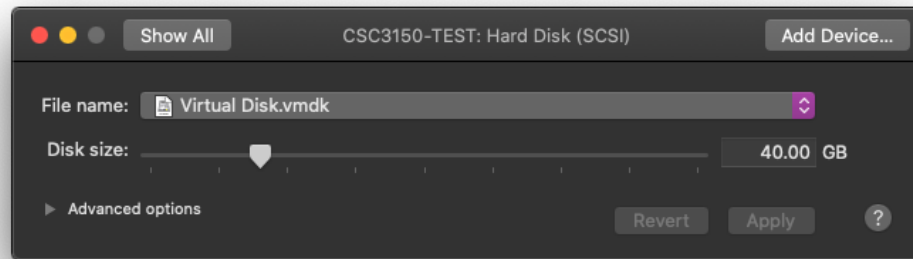 Show All CSC3150-TEST: Hard Disk (SCSI) Add Device...
File name: Virtual Disk.vmdk
Disk size: 40.00 GB
Advanced options Revert Apply ?